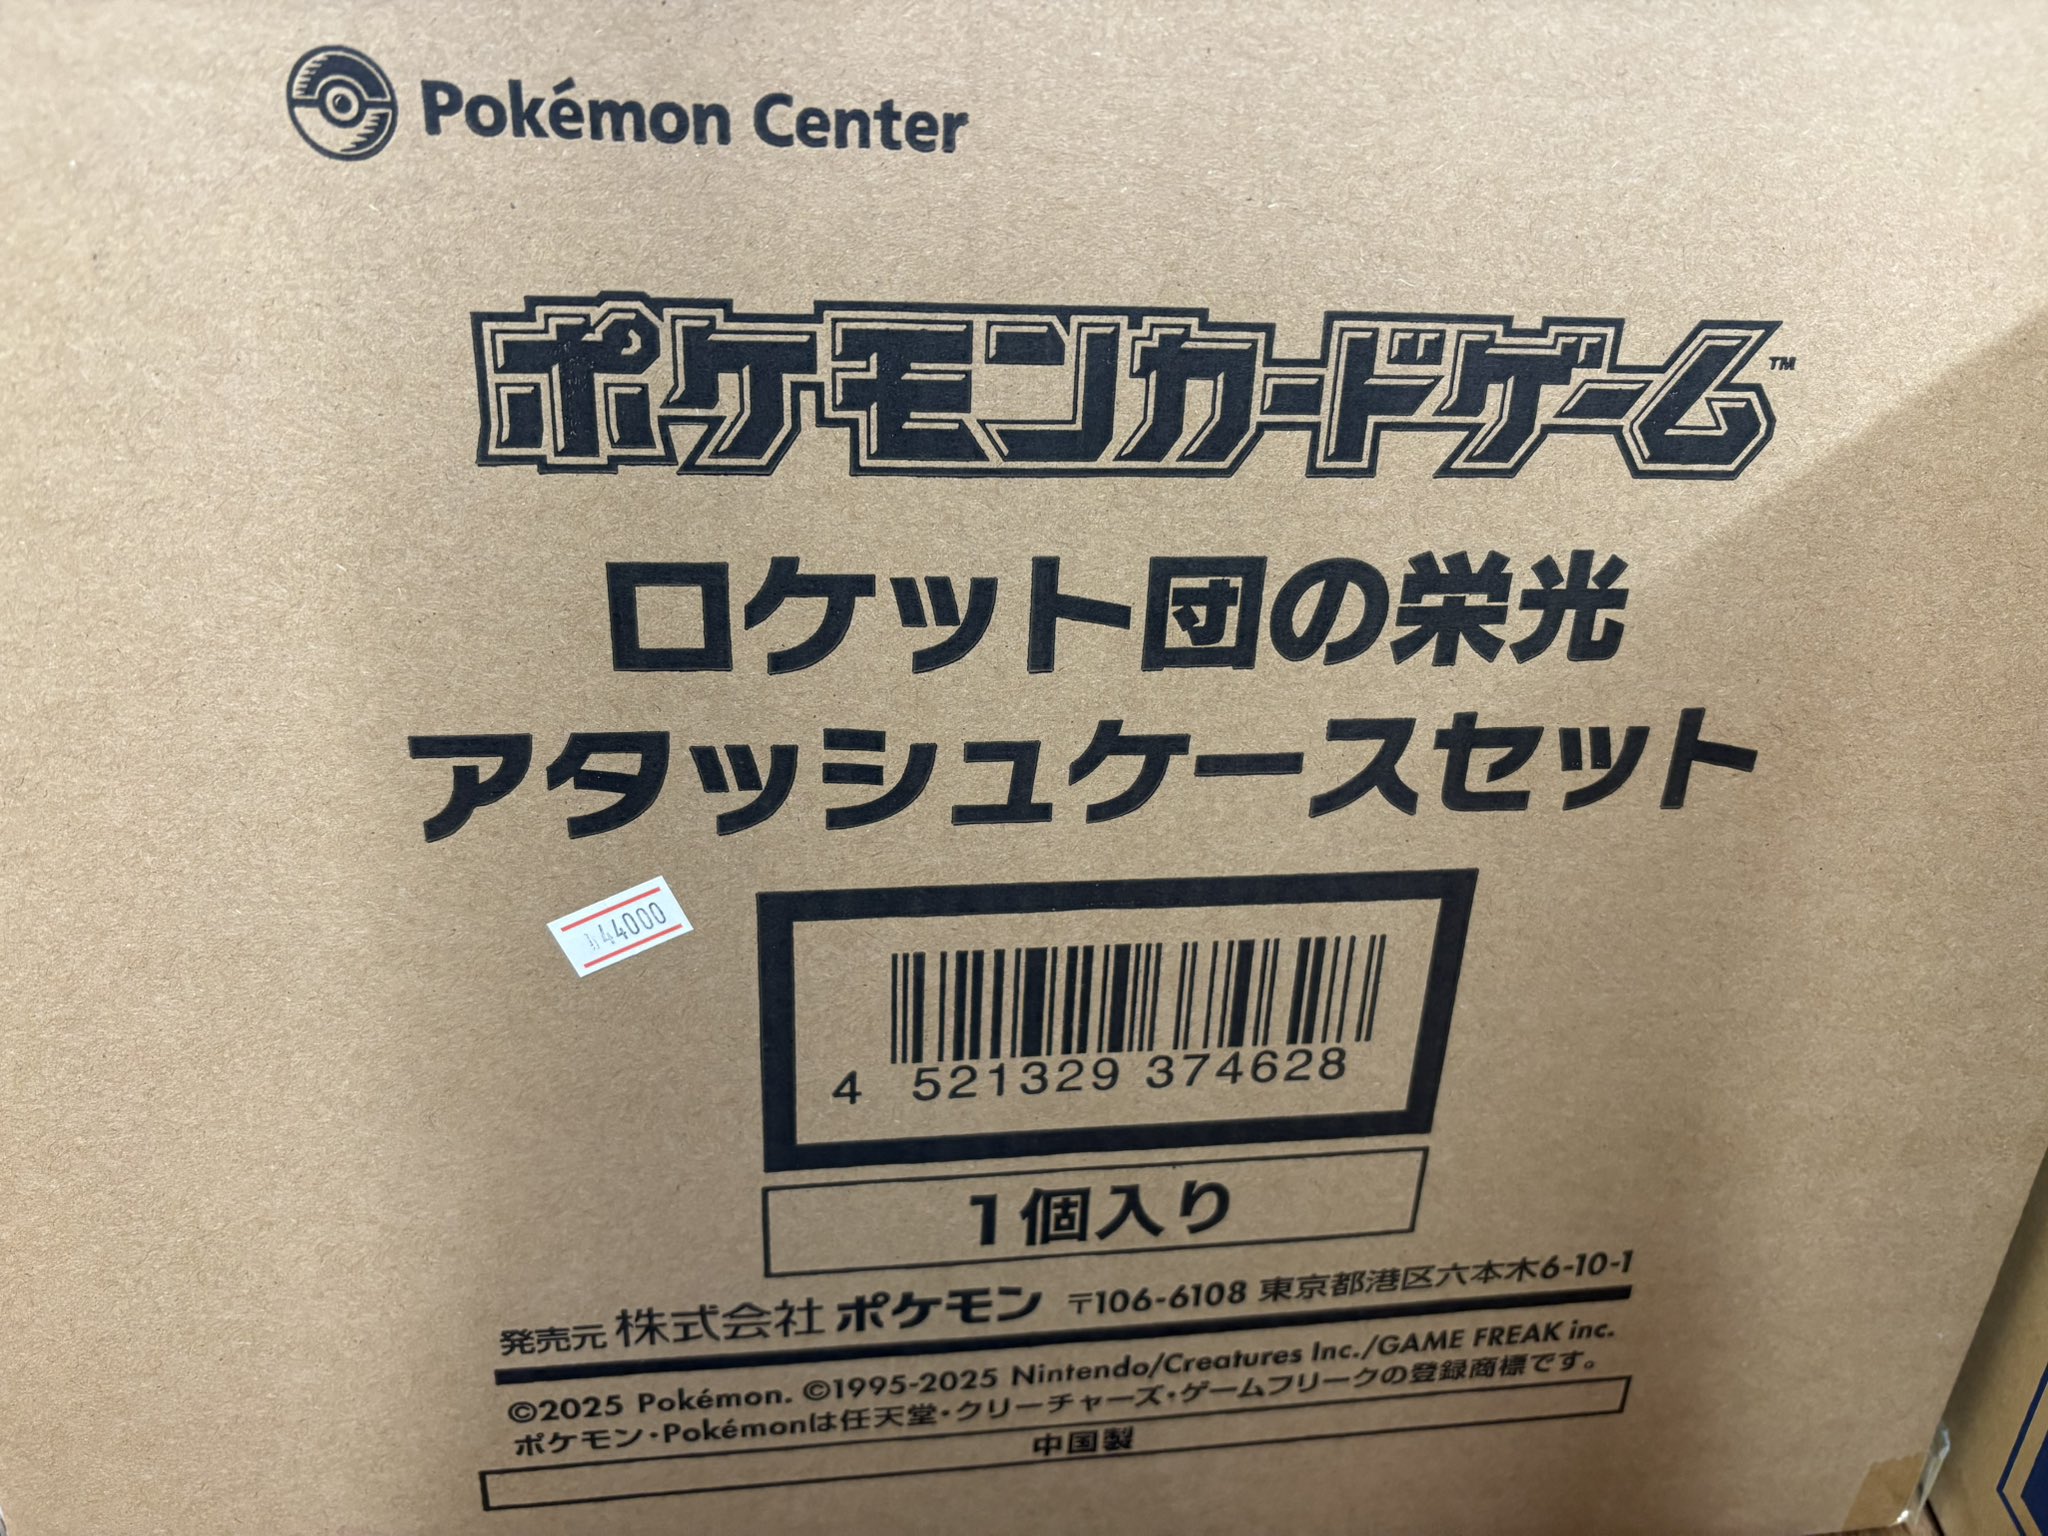 Pokémon Center
ポケモンカードゲーム™
ロケット団の栄光
アタッシュケースセット
¥44000
4 521329 374628
1個入り
発売元 株式会社 ポケモン 〒106-6108 東京都港区六本木6-10-1
©2025 Pokémon. ©1995-2025 Nintendo/Creatures Inc./GAME FREAK inc.
ポケモン・Pokémonは任天堂・クリーチャーズ・ゲームフリークの登録商標です。
中国製